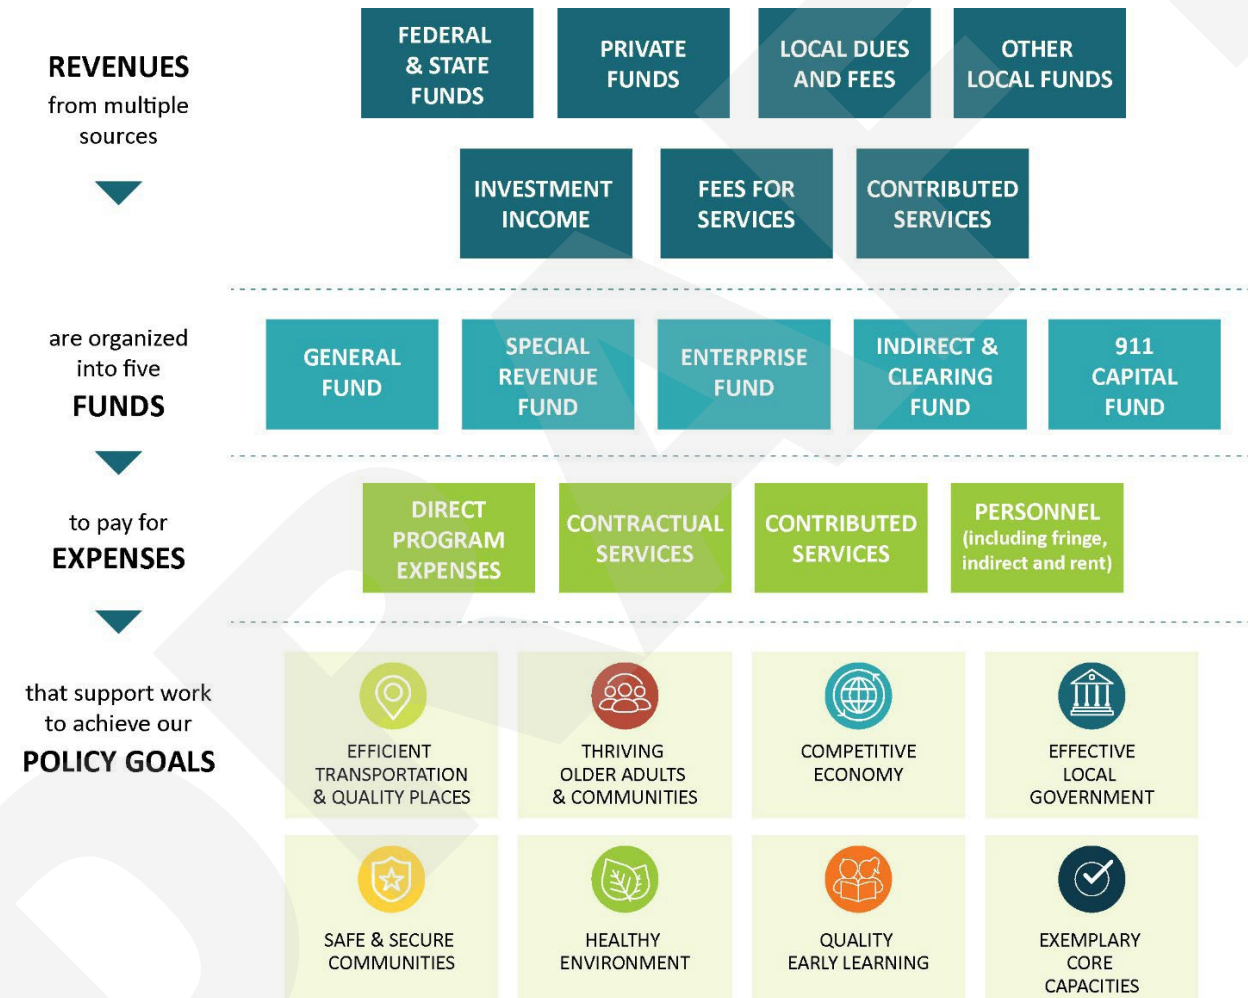 REVENUES
from multiple
sources
FEDERAL
& STATE
FUNDS
PRIVATE
FUNDS
LOCAL DUES
AND FEES
OTHER
LOCAL FUNDS
INVESTMENT
INCOME
FEES FOR
SERVICES
CONTRIBUTED
SERVICES
are organized
into five
FUNDS
GENERAL
FUND
SPECIAL
REVENUE
FUND
ENTERPRISE
FUND
INDIRECT &
CLEARING
FUND
911
CAPITAL
FUND
to pay for
EXPENSES
DIRECT
PROGRAM
EXPENSES
CONTRACTUAL
SERVICES
CONTRIBUTED
SERVICES
PERSONNEL
(including fringe,
indirect and rent)
that support work
to achieve our
POLICY GOALS
EFFICIENT
TRANSPORTATION
& QUALITY PLACES
THRIVING
OLDER ADULTS
& COMMUNITIES
COMPETITIVE
ECONOMY
EFFECTIVE
LOCAL
GOVERNMENT
SAFE & SECURE
COMMUNITIES
HEALTHY
ENVIRONMENT
QUALITY
EARLY LEARNING
EXEMPLARY
CORE
CAPACITIES
DRAFT